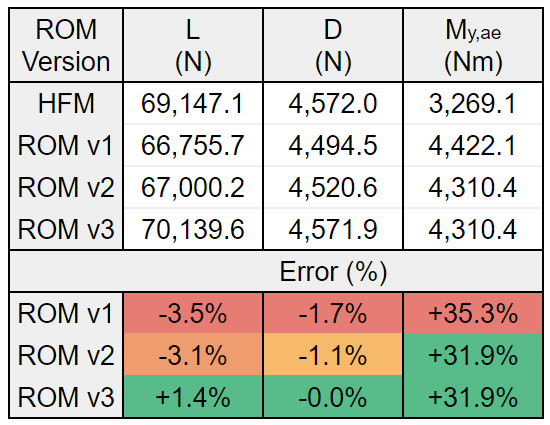 ROM Version L (N) D (N) My,ae (Nm)
HFM 69,147.1 4,572.0 3,269.1
ROM v1 66,755.7 4,494.5 4,422.1
ROM v2 67,000.2 4,520.6 4,310.4
ROM v3 70,139.6 4,571.9 4,310.4
Error (%)
ROM v1 -3.5% -1.7% +35.3%
ROM v2 -3.1% -1.1% +31.9%
ROM v3 +1.4% -0.0% +31.9%